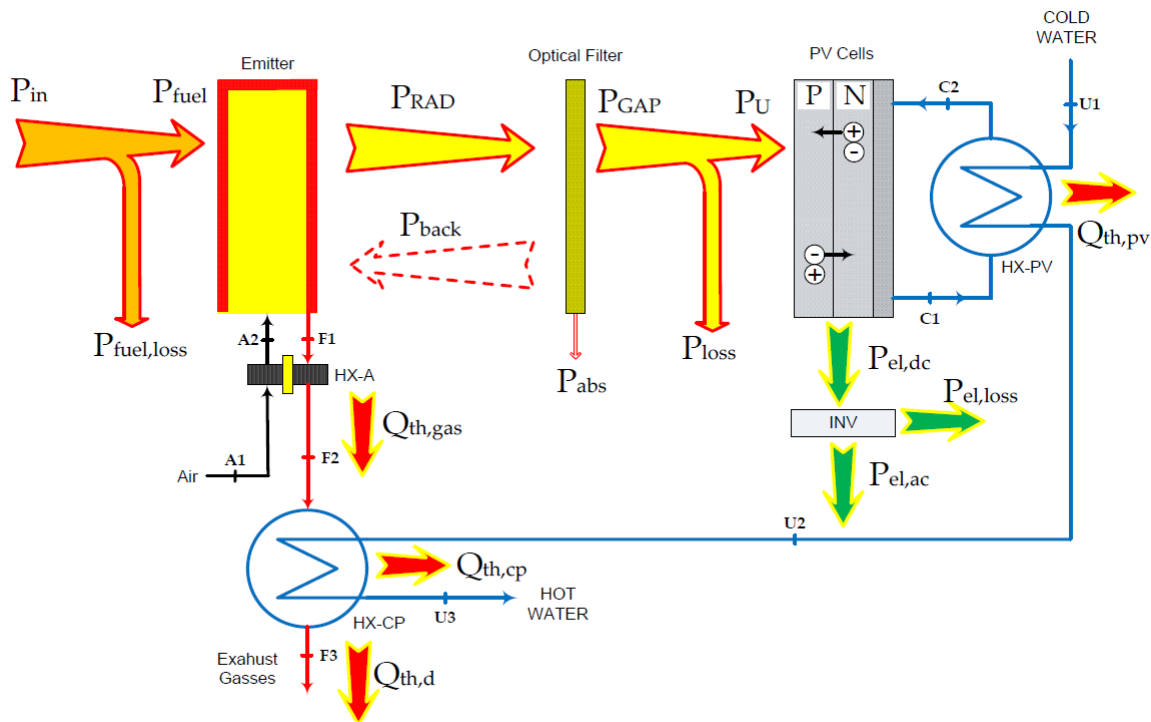 COLD
WATER
Emitter
Optical Filter
PV Cells
Pin
Pfuel
PRAD
PGAP
PU
P N
C2
U1
+
-
Pback
Qth,pv
HX-PV
-
+
C1
Pfuel,loss
A2
F1
HX-A
Pabs
Ploss
Pel,dc
Pel,loss
Qth,gas
INV
Air
A1
F2
Pel,ac
U2
Qth,cp
HX-CP
U3
HOT
WATER
Exahust
Gasses
F3
Qth,d